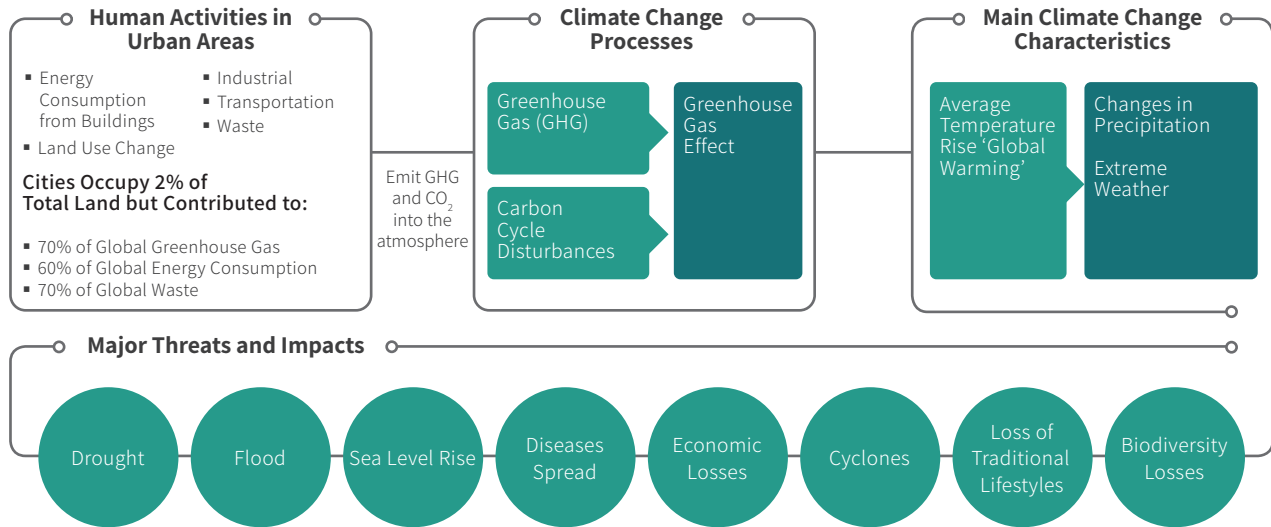 Human Activities in
Urban Areas
▪ Energy
Consumption
from Buildings
▪ Land Use Change
▪ Industrial
▪ Transportation
▪ Waste
Cities Occupy 2% of
Total Land but Contributed to:
▪ 70% of Global Greenhouse Gas
▪ 60% of Global Energy Consumption
▪ 70% of Global Waste
Emit GHG
and CO₂
into the
atmosphere
Climate Change
Processes
Greenhouse
Gas (GHG)
Carbon
Cycle
Disturbances
Greenhouse
Gas
Effect
Main Climate Change
Characteristics
Average
Temperature
Rise ‘Global
Warming’
Changes in
Precipitation
Extreme
Weather
Major Threats and Impacts
Drought
Flood
Sea Level Rise
Diseases
Spread
Economic
Losses
Cyclones
Loss of
Traditional
Lifestyles
Biodiversity
Losses